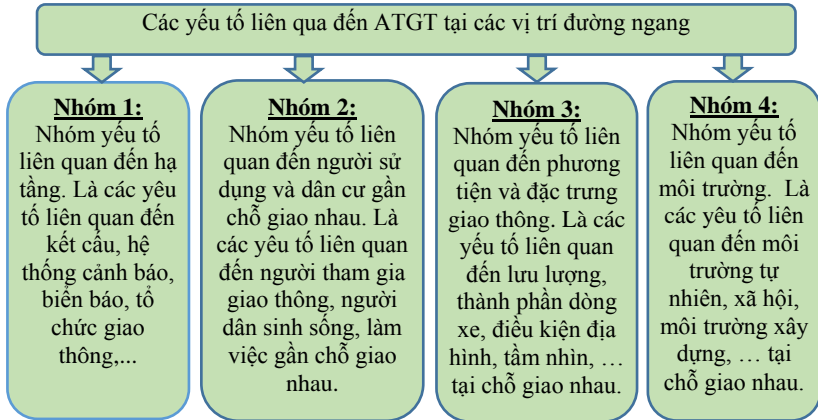 Các yếu tố liên qua đến ATGT tại các vị trí đường ngang
Nhóm 1:
Nhóm yếu tố
liên quan đến hạ
tầng. Là các yêu
tố liên quan đến
kết cấu, hệ
thống cảnh báo,
biển báo, tổ
chức giao
thông,...
Nhóm 2:
Nhóm yếu tố liên
quan đến người sử
dụng và dân cư gần
chỗ giao nhau. Là
các yêu tố liên quan
đến người tham gia
giao thông, người
dân sinh sống, làm
việc gần chỗ giao
nhau.
Nhóm 3:
Nhóm yếu tố liên
quan đến phương
tiện và đặc trưng
giao thông. Là các
yếu tố liên quan
đến lưu lượng,
thành phần dòng
xe, điều kiện địa
hình, tầm nhìn, …
tại chỗ giao nhau.
Nhóm 4:
Nhóm yếu tố
liên quan đến
môi trường. Là
các yêu tố liên
quan đến môi
trường tự
nhiên, xã hội,
môi trường xây
dựng, … tại
chỗ giao nhau.